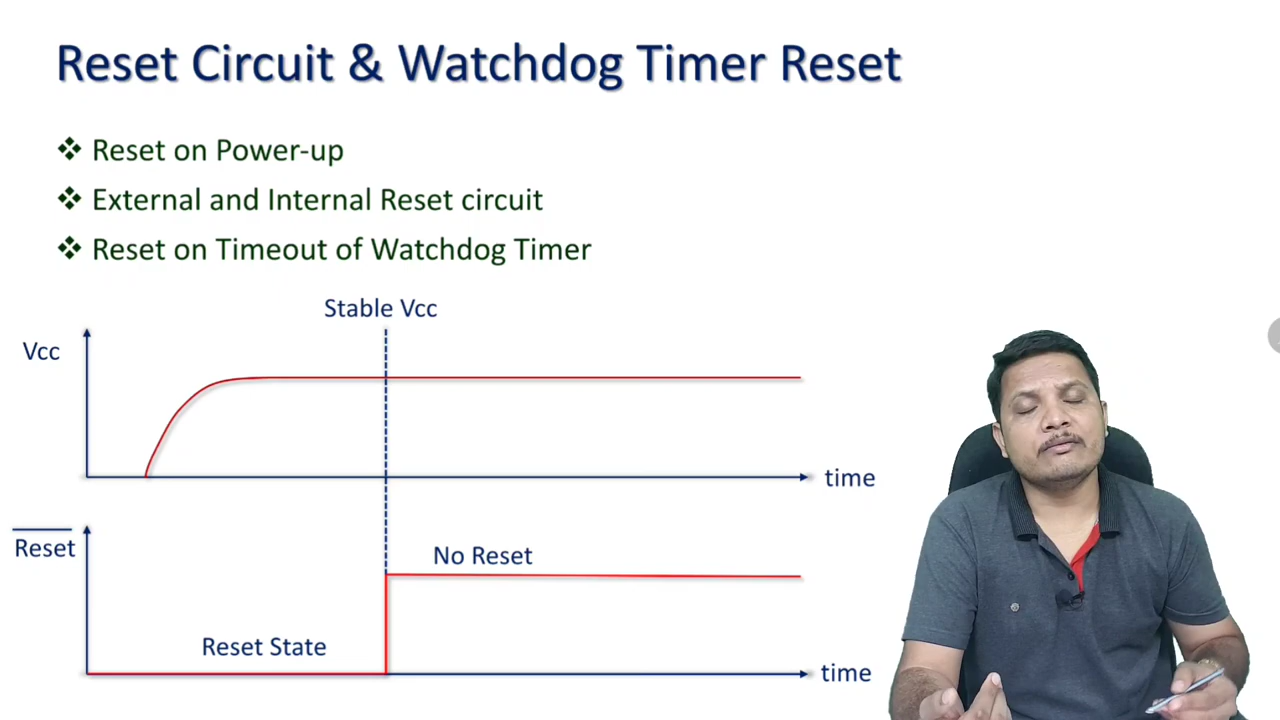 Reset Circuit & Watchdog Timer Reset
❖ Reset on Power-up
❖ External and Internal Reset circuit
❖ Reset on Timeout of Watchdog Timer
Stable Vcc
Vcc
time
Reset
No Reset
Reset State
time